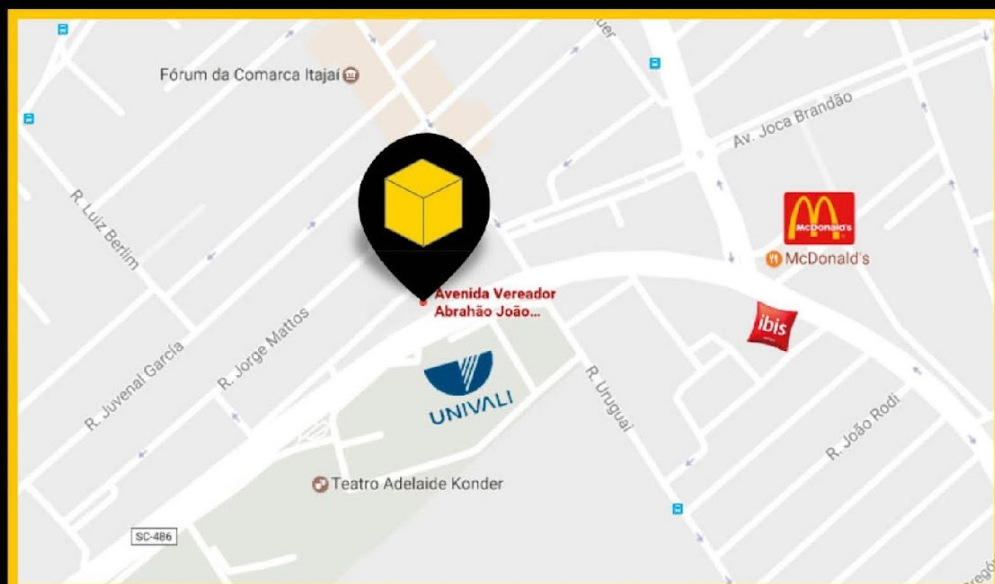 Fórum da Comarca Itajaí
Av. Joca Brandão
R. Luiz Berlim
McDonald's
McDonald's
Avenida Vereador
Abrahão João...
ibis
R. Jorge Mattos
R. Juvenal García
UNIVALI
R. Uruguai
R. João Rodi
Teatro Adelaide Konder
SC-486